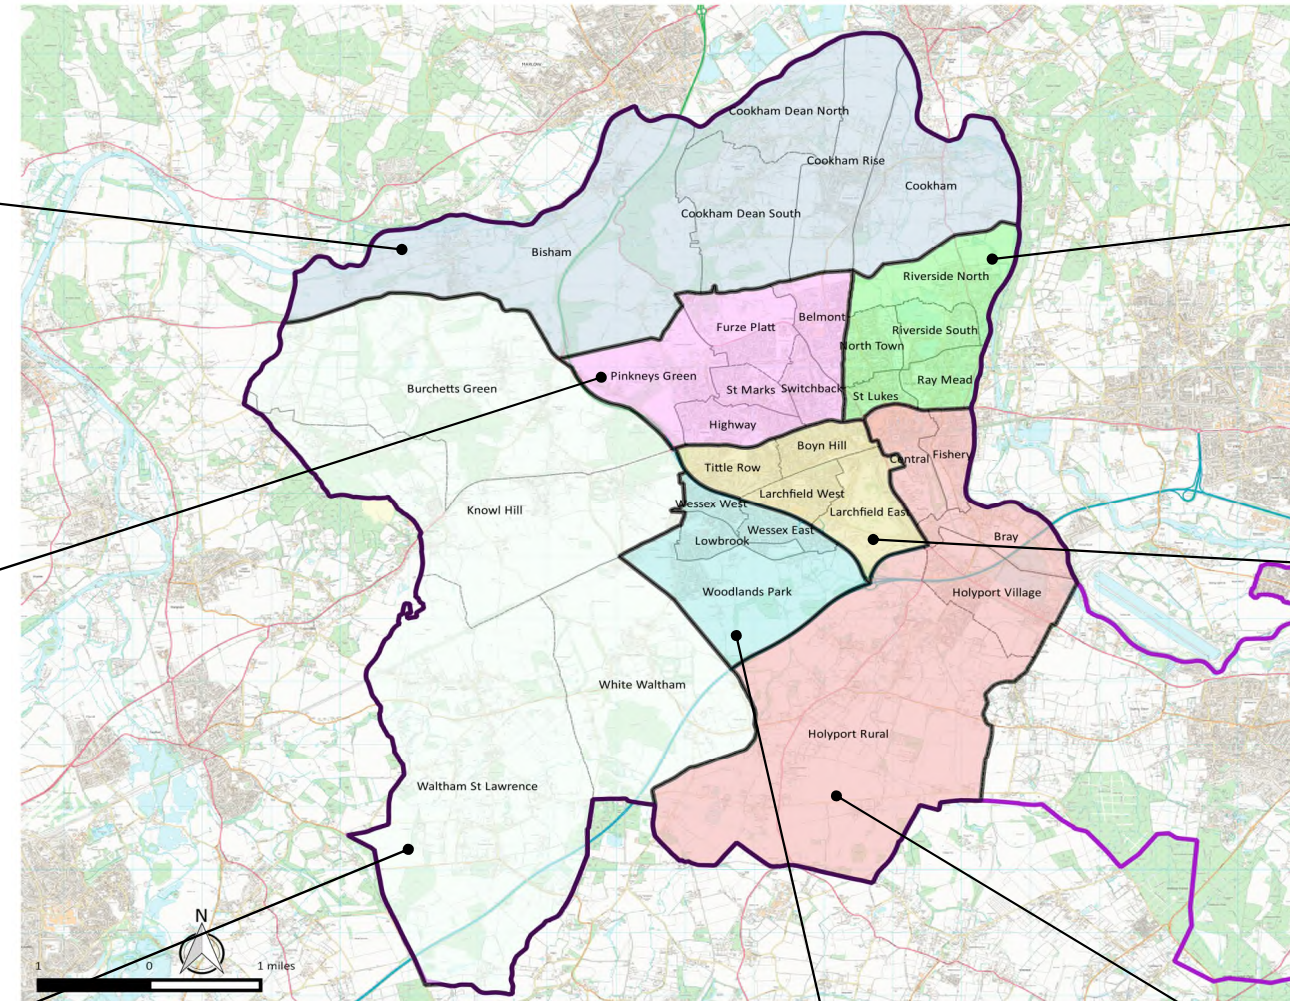 Cookham Dean North
Cookham Rise
Cookham
Cookham Dean South
Bisham
Riverside North
Belmont
Furze Platt
Riverside South
North Town
Pinkneys Green
Ray Mead
Burchetts Green
St Marks
Switchback
St Lukes
Highway
Boyn Hill
Central
Fishery
Tittle Row
Larchfield West
Wessex West
Knowl Hill
Larchfield East
Wessex East
Bray
Lowbrook
Woodlands Park
Holyport Village
White Waltham
Holyport Rural
Waltham St Lawrence
N
1 0 1 miles